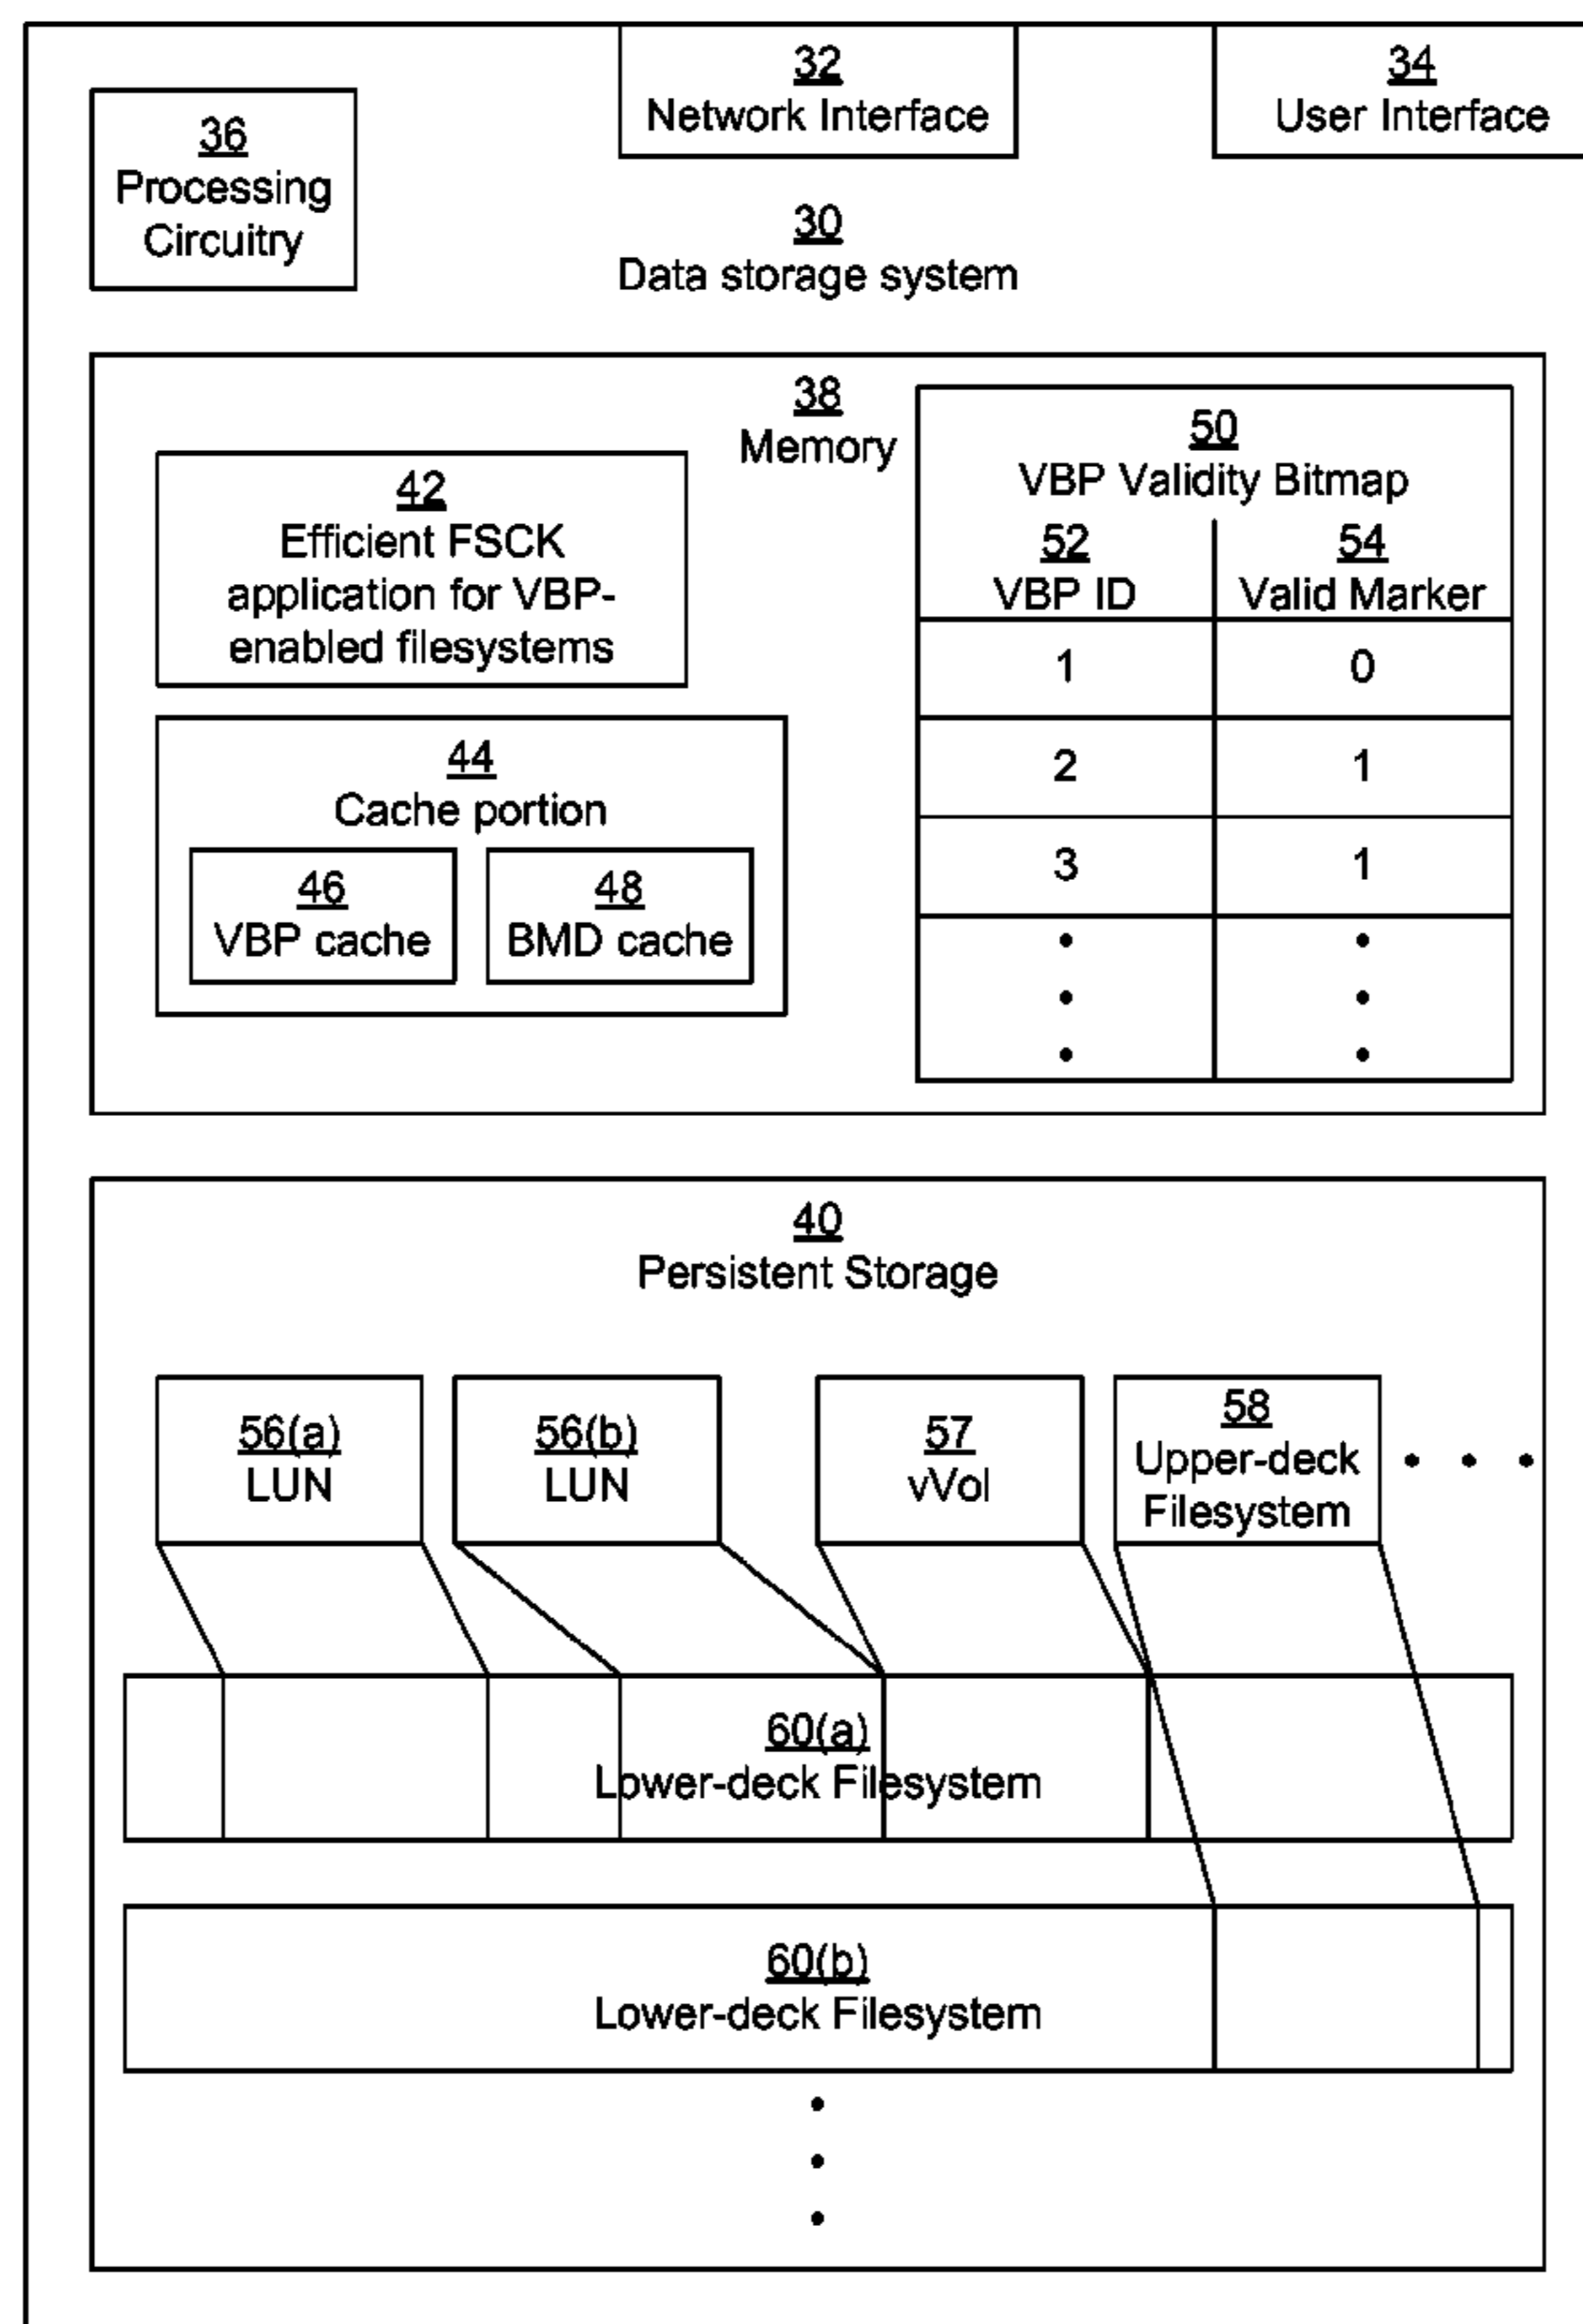 32
Network Interface
34
User Interface
36
Processing
Circuitry
30
Data storage system
38
Memory
42
Efficient FSCK
application for VBP-
enabled filesystems
44
Cache portion
46
VBP cache
48
BMD cache
50
VBP Validity Bitmap
52 54
VBP ID Valid Marker
1 0
2 1
3 1
40
Persistent Storage
56(a)
LUN
56(b)
LUN
57
vVol
58
Upper-deck
Filesystem
60(a)
Lower-deck Filesystem
60(b)
Lower-deck Filesystem